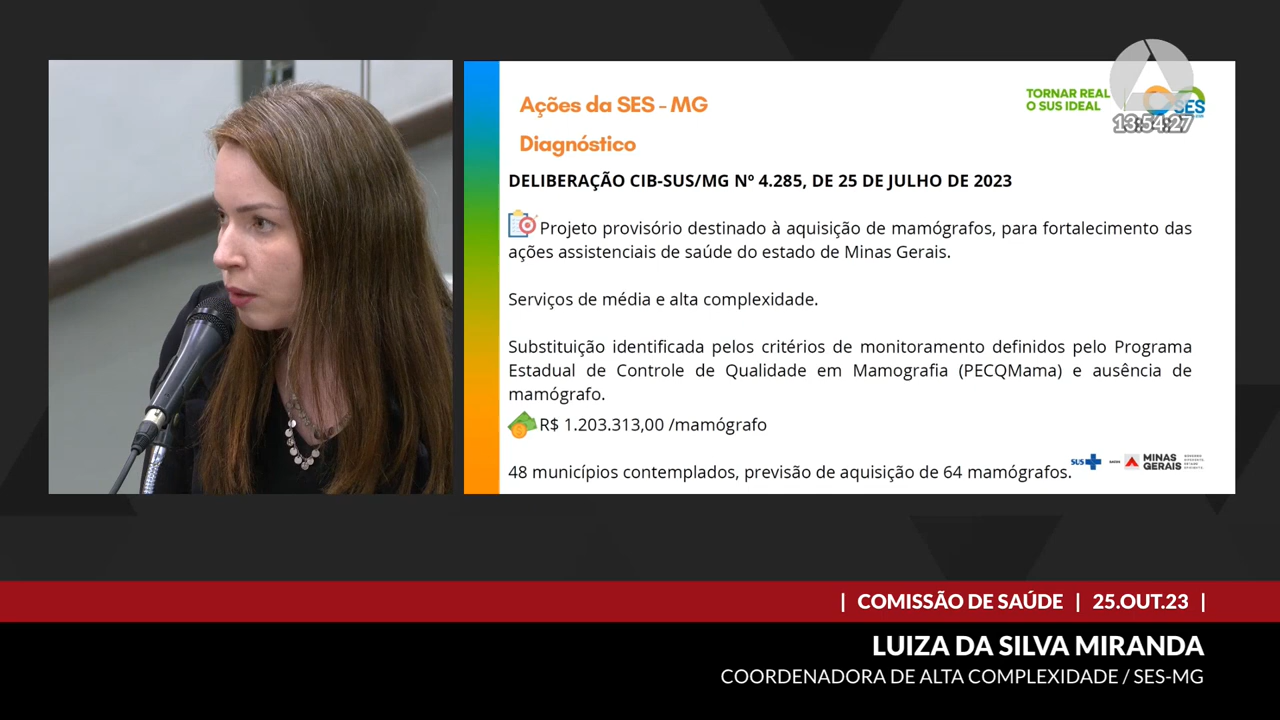 Ações da SES - MG
Diagnóstico
TORNAR REAL
O SUS IDEAL
SES
13:54:27
DELIBERAÇÃO CIB-SUS/MG Nº 4.285, DE 25 DE JULHO DE 2023
Projeto provisório destinado à aquisição de mamógrafos, para fortalecimento das
ações assistenciais de saúde do estado de Minas Gerais.
Serviços de média e alta complexidade.
Substituição identificada pelos critérios de monitoramento definidos pelo Programa
Estadual de Controle de Qualidade em Mamografia (PECQMama) e ausência de
mamógrafo.
R$ 1.203.313,00 /mamógrafo
48 municípios contemplados, previsão de aquisição de 64 mamógrafos.
SUS
MINAS
GERAIS
| COMISSÃO DE SAÚDE | 25.OUT.23 |
LUIZA DA SILVA MIRANDA
COORDENADORA DE ALTA COMPLEXIDADE / SES-MG